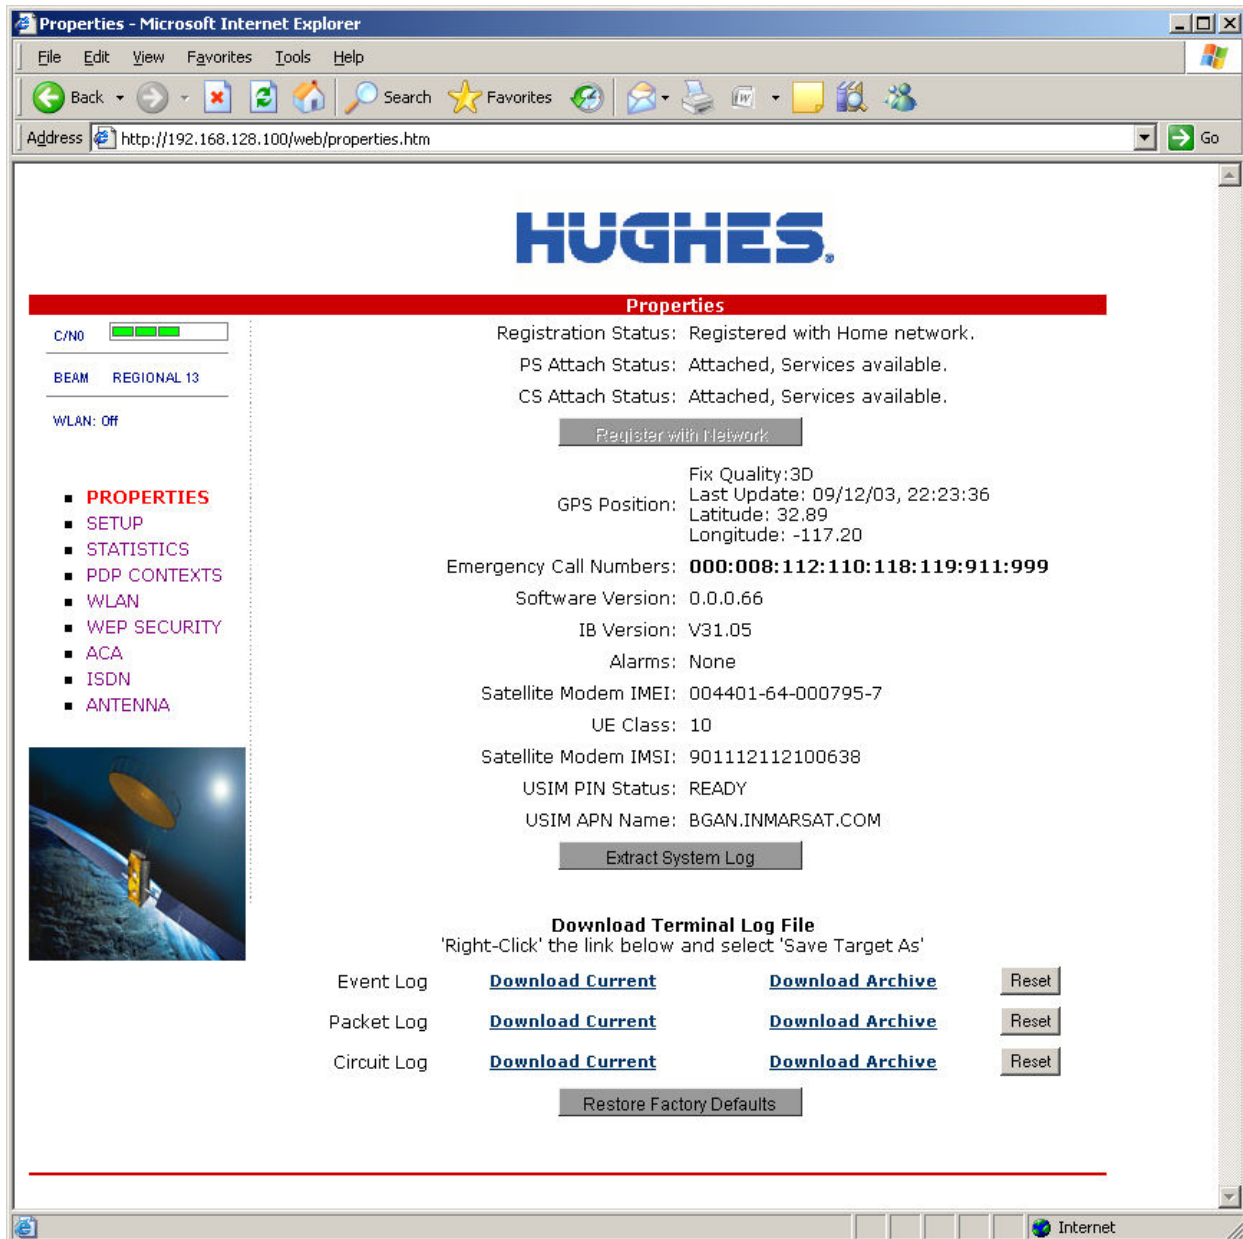 Properties - Microsoft Internet Explorer
File Edit View Favorites Tools Help
Back Search Favorites
Address http://192.168.128.100/web/properties.htm Go
HUGHES.
Properties
C/N0
BEAM REGIONAL 13
WLAN: Off
PROPERTIES
SETUP
STATISTICS
PDP CONTEXTS
WLAN
WEP SECURITY
ACA
ISDN
ANTENNA
Registration Status: Registered with Home network.
PS Attach Status: Attached, Services available.
CS Attach Status: Attached, Services available.
Register with Network
GPS Position: Fix Quality:3D
Last Update: 09/12/03, 22:23:36
Latitude: 32.89
Longitude: -117.20
Emergency Call Numbers: 000:008:112:110:118:119:911:999
Software Version: 0.0.0.66
IB Version: V31.05
Alarms: None
Satellite Modem IMEI: 004401-64-000795-7
UE Class: 10
Satellite Modem IMSI: 901112112100638
USIM PIN Status: READY
USIM APN Name: BGAN.INMARSAT.COM
Extract System Log
Download Terminal Log File
'Right-Click' the link below and select 'Save Target As'
Event Log Download Current Download Archive Reset
Packet Log Download Current Download Archive Reset
Circuit Log Download Current Download Archive Reset
Restore Factory Defaults
Internet